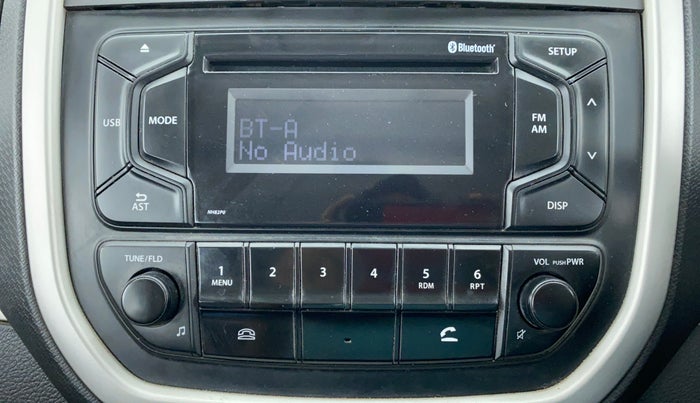 Bluetooth
SETUP
USB
MODE
BT-A
No Audio
FM
AM
AST
DISP
TUNE/FLD
1
MENU
2
3
4
5
RDM
6
RPT
VOL PUSH PWR